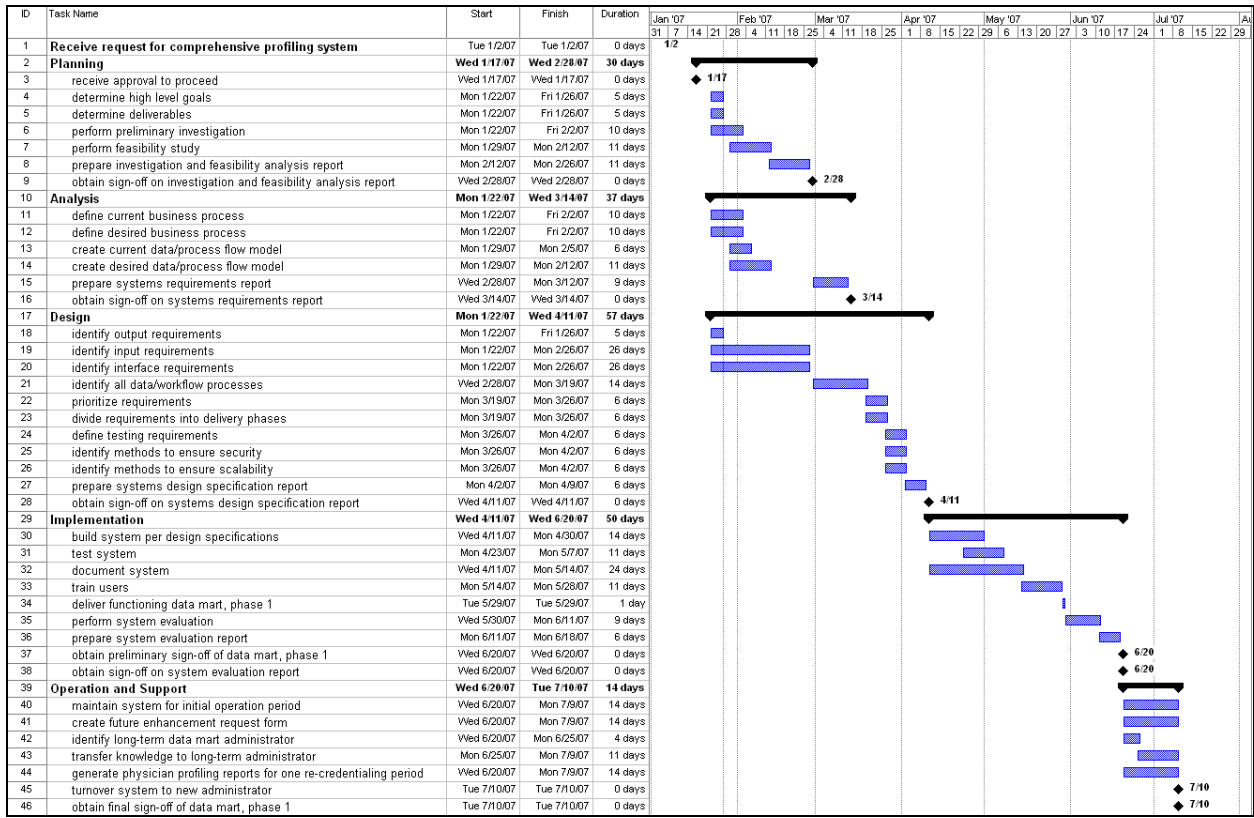 ID Task Name Start Finish Duration Jan '07 Feb '07 Mar '07 Apr '07 May '07 Jun '07 Jul '07 Au
31 7 14 21 28 4 11 18 25 4 11 18 25 1 8 15 22 29 6 13 20 27 3 10 17 24 1 8 15 22 29
1 Receive request for comprehensive profiling system Tue 1/2/07 Tue 1/2/07 0 days 1/2
2 Planning Wed 1/17/07 Wed 2/28/07 30 days
3 receive approval to proceed Wed 1/17/07 Wed 1/17/07 0 days 1/17
4 determine high level goals Mon 1/22/07 Fri 1/26/07 5 days
5 determine deliverables Mon 1/22/07 Fri 1/26/07 5 days
6 perform preliminary investigation Mon 1/22/07 Fri 2/2/07 10 days
7 perform feasibility study Mon 1/29/07 Mon 2/12/07 11 days
8 prepare investigation and feasibility analysis report Mon 2/12/07 Mon 2/26/07 11 days
9 obtain sign-off on investigation and feasibility analysis report Wed 2/28/07 Wed 2/28/07 0 days 2/28
10 Analysis Mon 1/22/07 Wed 3/14/07 37 days
11 define current business process Mon 1/22/07 Fri 2/2/07 10 days
12 define desired business process Mon 1/22/07 Fri 2/2/07 10 days
13 create current data/process flow model Mon 1/29/07 Mon 2/5/07 6 days
14 create desired data/process flow model Mon 1/29/07 Mon 2/12/07 11 days
15 prepare systems requirements report Wed 2/28/07 Mon 3/12/07 9 days
16 obtain sign-off on systems requirements report Wed 3/14/07 Wed 3/14/07 0 days 3/14
17 Design Mon 1/22/07 Wed 4/11/07 57 days
18 identify output requirements Mon 1/22/07 Fri 1/26/07 5 days
19 identify input requirements Mon 1/22/07 Mon 2/26/07 26 days
20 identify interface requirements Mon 1/22/07 Mon 2/26/07 26 days
21 identify all data/workflow processes Wed 2/28/07 Mon 3/19/07 14 days
22 prioritize requirements Mon 3/19/07 Mon 3/26/07 6 days
23 divide requirements into delivery phases Mon 3/19/07 Mon 3/26/07 6 days
24 define testing requirements Mon 3/26/07 Mon 4/2/07 6 days
25 identify methods to ensure security Mon 3/26/07 Mon 4/2/07 6 days
26 identify methods to ensure scalability Mon 3/26/07 Mon 4/2/07 6 days
27 prepare systems design specification report Mon 4/2/07 Mon 4/9/07 6 days
28 obtain sign-off on systems design specification report Wed 4/11/07 Wed 4/11/07 0 days 4/11
29 Implementation Wed 4/11/07 Wed 6/20/07 50 days
30 build system per design specifications Wed 4/11/07 Mon 4/30/07 14 days
31 test system Mon 4/23/07 Mon 5/7/07 11 days
32 document system Wed 4/11/07 Mon 5/14/07 24 days
33 train users Mon 5/14/07 Mon 5/28/07 11 days
34 deliver functioning data mart, phase 1 Tue 5/29/07 Tue 5/29/07 1 day
35 perform system evaluation Wed 5/30/07 Mon 6/11/07 9 days
36 prepare system evaluation report Mon 6/11/07 Mon 6/18/07 6 days
37 obtain preliminary sign-off of data mart, phase 1 Wed 6/20/07 Wed 6/20/07 0 days 6/20
38 obtain sign-off on system evaluation report Wed 6/20/07 Wed 6/20/07 0 days 6/20
39 Operation and Support Wed 6/20/07 Tue 7/10/07 14 days
40 maintain system for initial operation period Wed 6/20/07 Mon 7/9/07 14 days
41 create future enhancement request form Wed 6/20/07 Mon 7/9/07 14 days
42 identify long-term data mart administrator Wed 6/20/07 Mon 6/25/07 4 days
43 transfer knowledge to long-term administrator Mon 6/25/07 Mon 7/9/07 11 days
44 generate physician profiling reports for one re-credentialing period Wed 6/20/07 Mon 7/9/07 14 days
45 turnover system to new administrator Tue 7/10/07 Tue 7/10/07 0 days 7/10
46 obtain final sign-off of data mart, phase 1 Tue 7/10/07 Tue 7/10/07 0 days 7/10